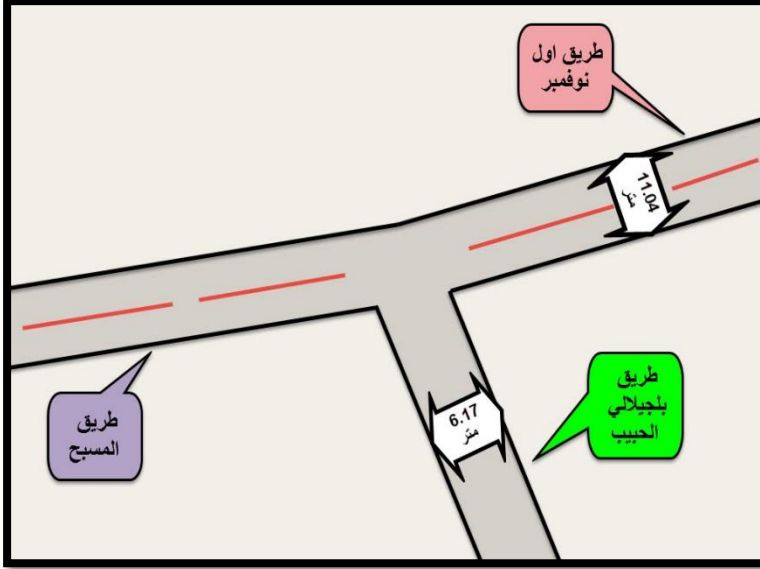 طريق اول
نوفمبر
11.04
متر
طريق
بلجيلالي
الحبيب
6.17
متر
طريق
المسبح